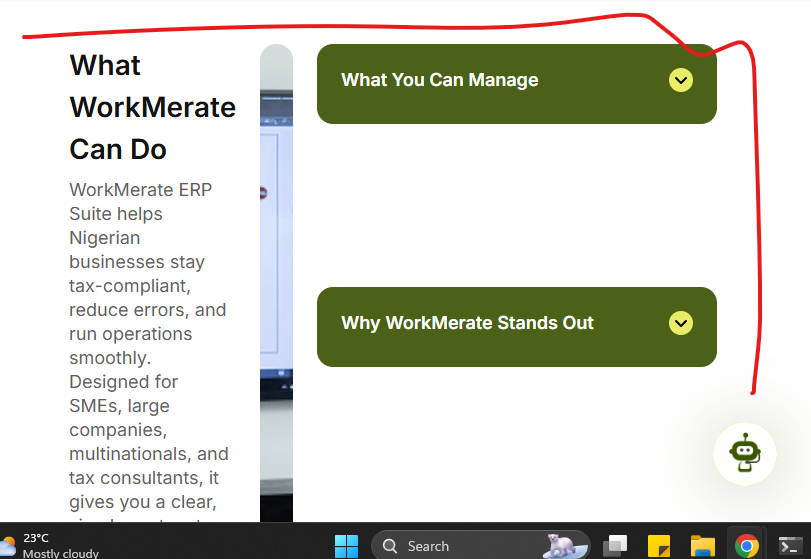 What
WorkMerate
Can Do
WorkMerate ERP
Suite helps
Nigerian
businesses stay
tax-compliant,
reduce errors, and
run operations
smoothly.
Designed for
SMEs, large
companies,
multinationals, and
tax consultants, it
gives you a clear,
What You Can Manage
Why WorkMerate Stands Out
23°C
Mostly cloudy
Search